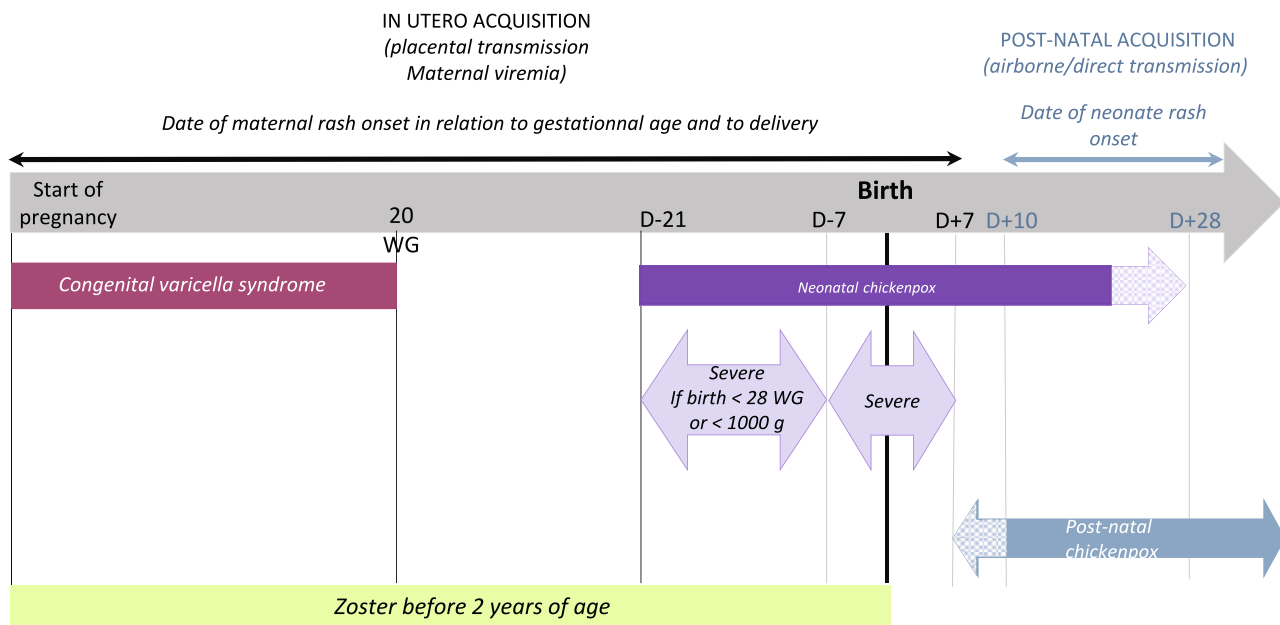 IN UTERO ACQUISITION
(placental transmission
Maternal viremia)
POST-NATAL ACQUISITION
(airborne/direct transmission)
Date of maternal rash onset in relation to gestationnal age and to delivery
Date of neonate rash
onset
Start of
pregnancy
20
WG
D-21
D-7
Birth
D+7
D+10
D+28
Congenital varicella syndrome
Neonatal chickenpox
Severe
If birth < 28 WG
or < 1000 g
Severe
Post-natal
chickenpox
Zoster before 2 years of age